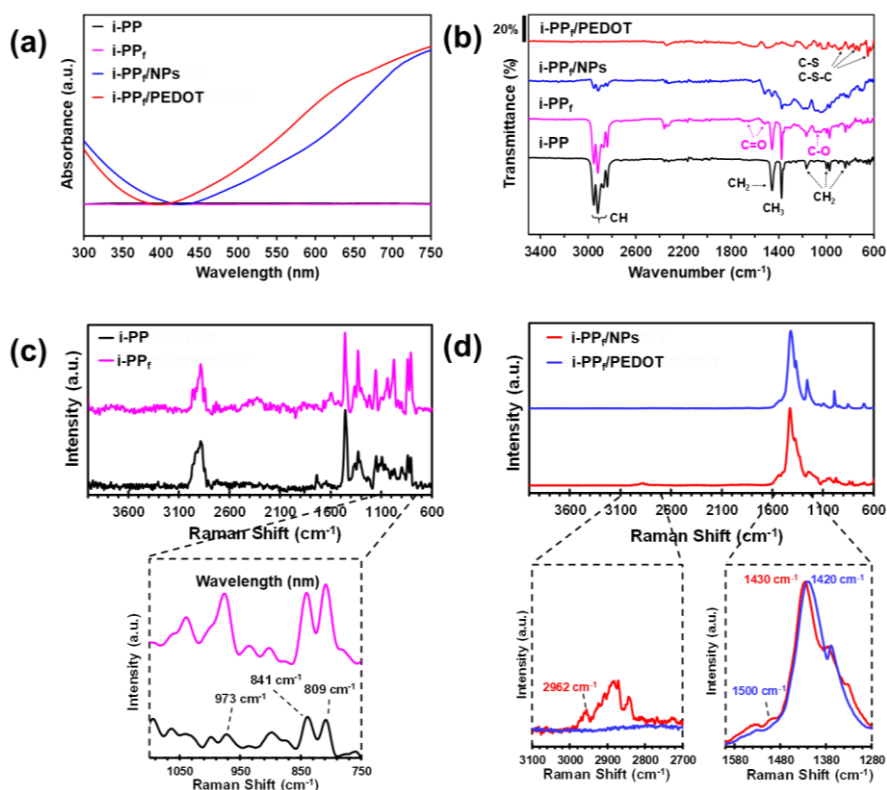 (a)
i-PP
i-PPf
i-PPf/NPs
i-PPf/PEDOT
Absorbance (a.u.)
300 350 400 450 500 550 600 650 700 750
Wavelength (nm)
(b)
20%
i-PPf/PEDOT
C-S
C-S-C
i-PPf/NPs
i-PPf
C=O
C-O
i-PP
CH2
CH3
CH2
CH
Transmittance (%)
3000 2600 2200 1800 1400 1000 600
Wavenumber (cm-1)
(c)
i-PP
i-PPf
Intensity (a.u.)
3600 3100 2600 2100 1600 1100 600
Raman Shift (cm-1)
Wavelength (nm)
841 cm-1
973 cm-1
809 cm-1
Intensity (a.u.)
1050 950 850 750
Raman Shift (cm-1)
(d)
i-PPf/NPs
i-PPf/PEDOT
Intensity (a.u.)
3600 3100 2600 2100 1600 1100 600
Raman Shift (cm-1)
2962 cm-1
Intensity (a.u.)
3100 3000 2900 2800 2700
Raman Shift (cm-1)
1430 cm-1
1420 cm-1
1500 cm-1
Intensity (a.u.)
1580 1480 1380 1280
Raman Shift (cm-1)